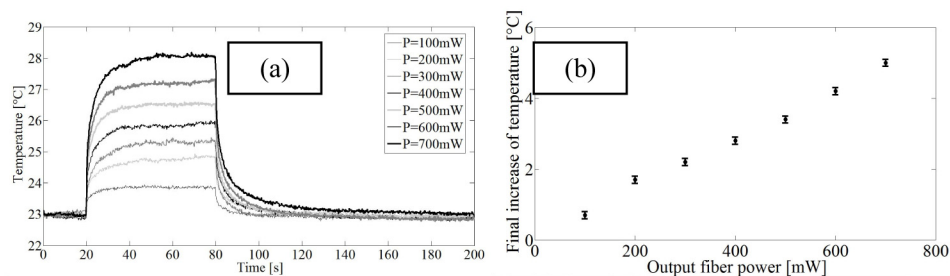 29
28
27
26
25
24
23
22
Temperature [°C]
0 20 40 60 80 100 120 140 160 180 200
Time [s]
(a)
P=100mW
P=200mW
P=300mW
P=400mW
P=500mW
P=600mW
P=700mW
6
4
2
0
Final increase of temperature [°C]
0 200 400 600 800
Output fiber power [mW]
(b)